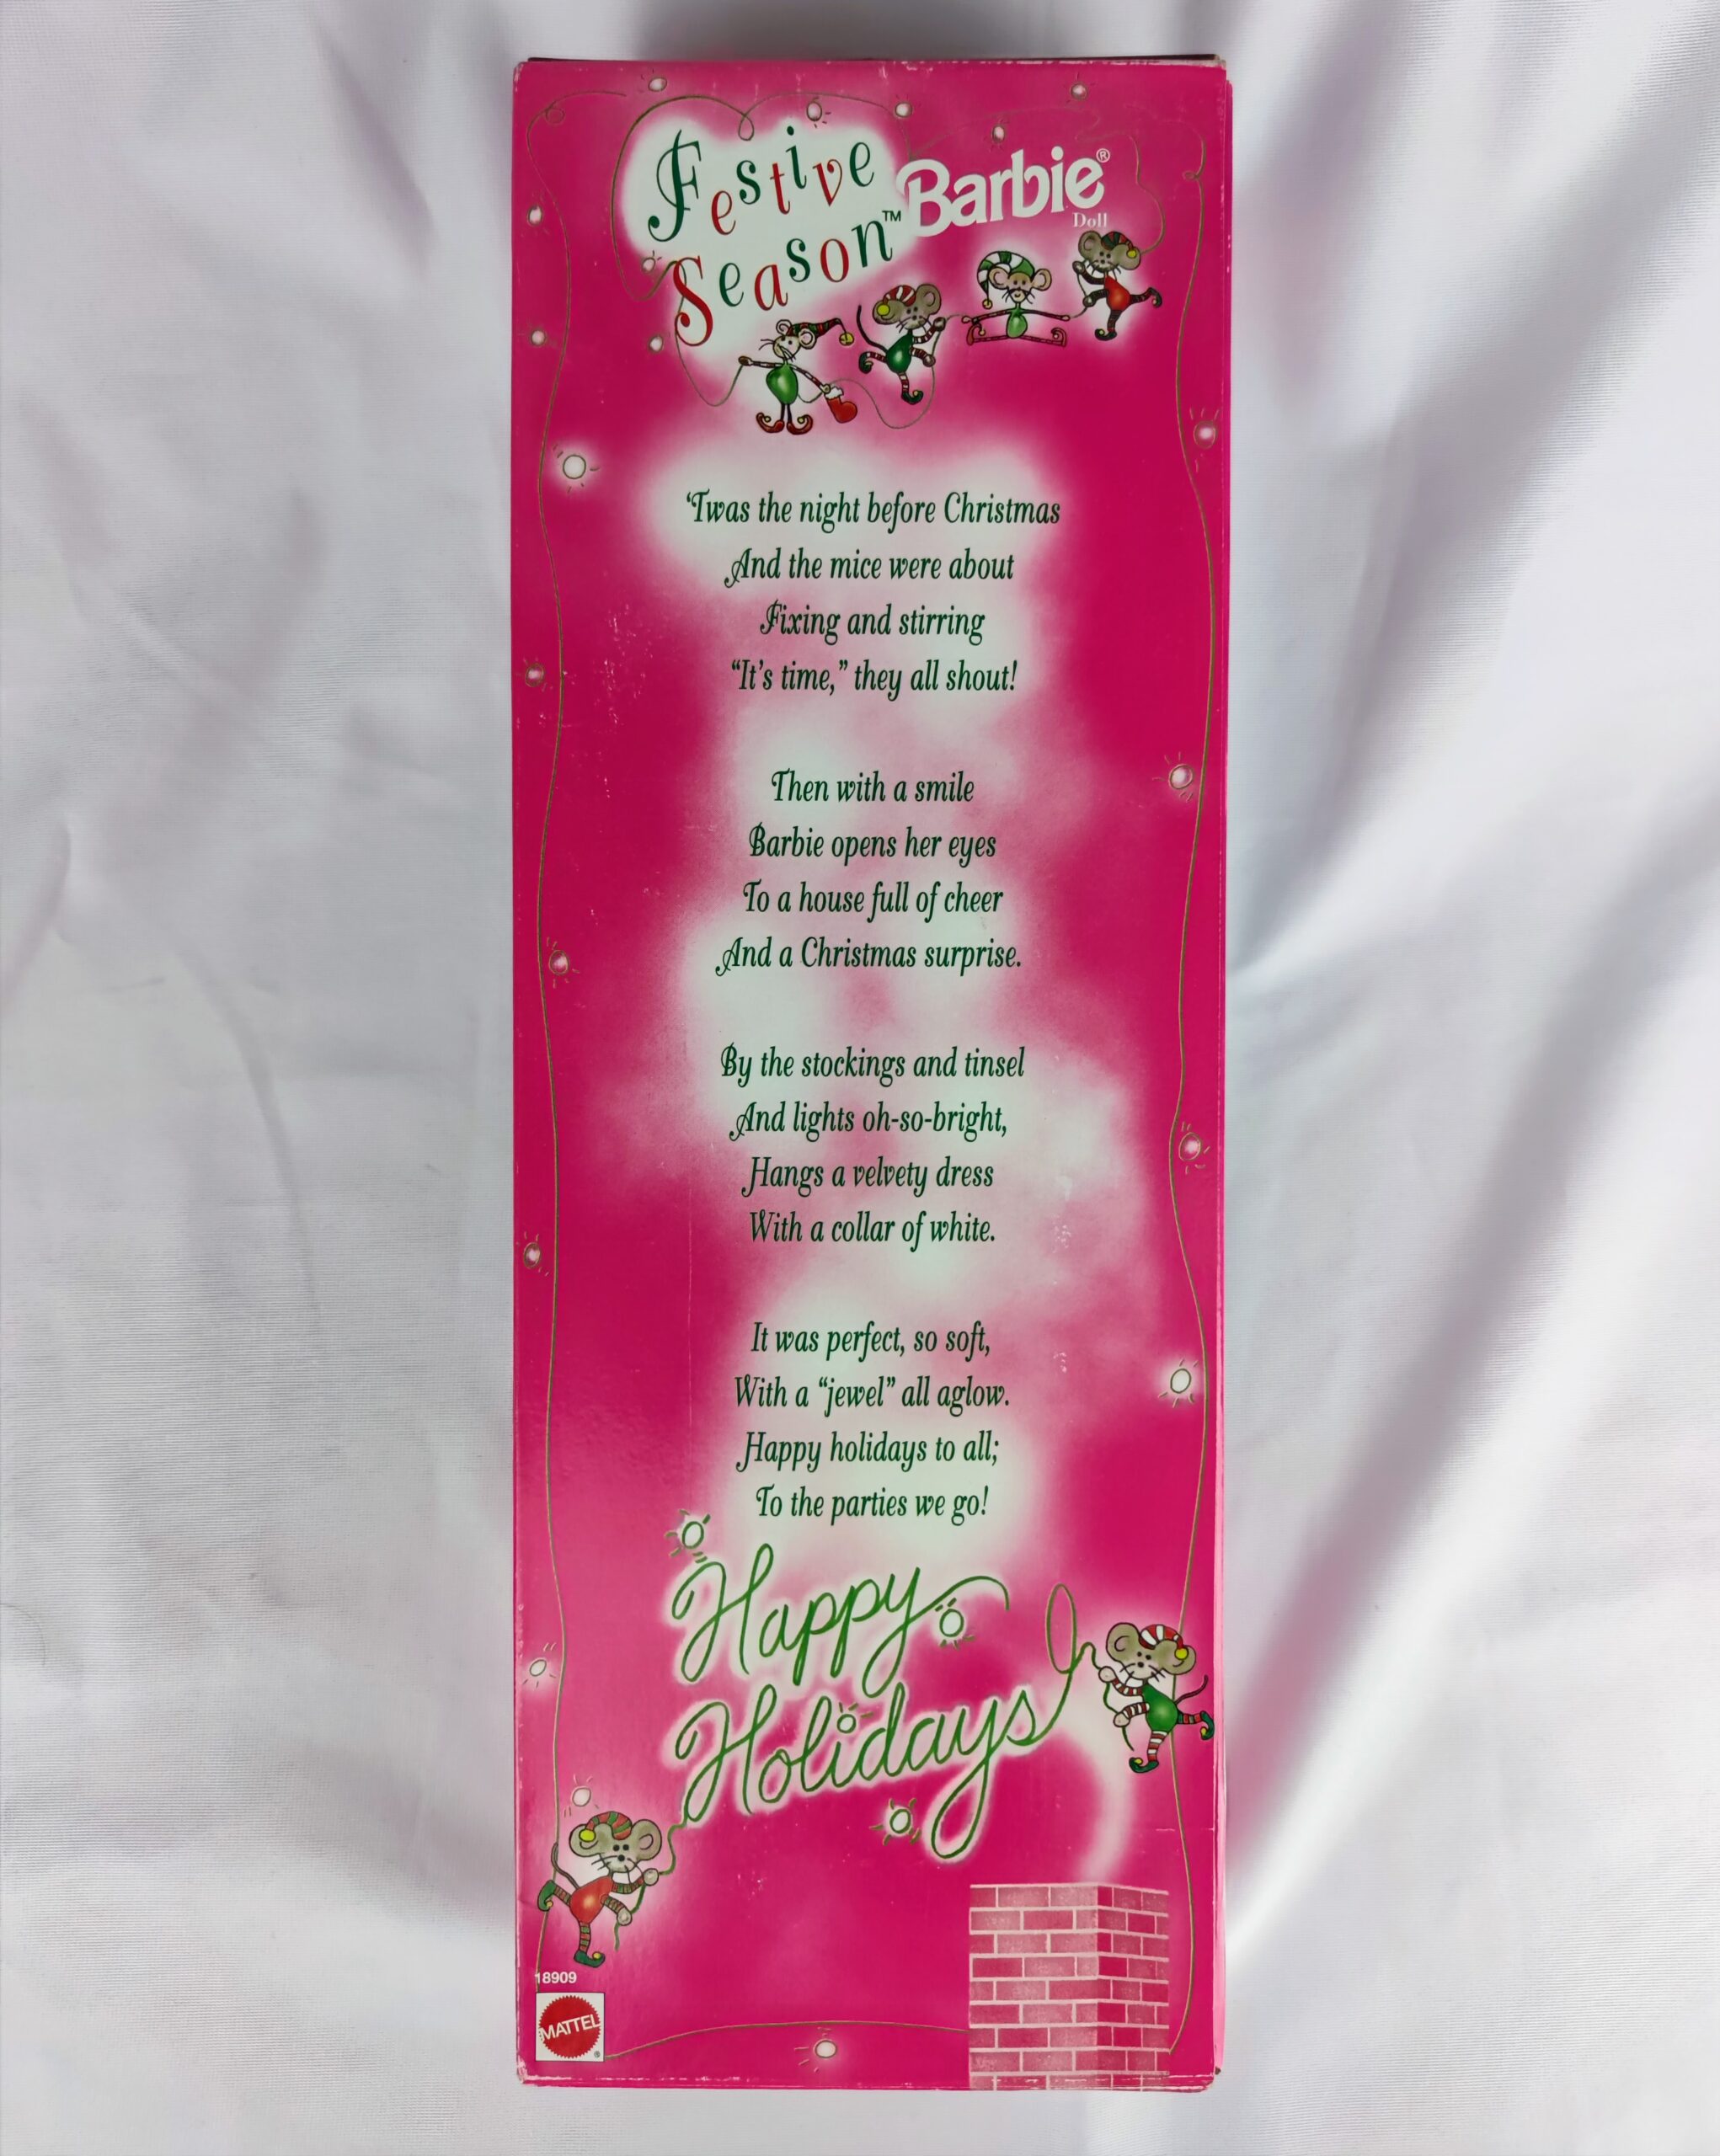 Festive
Season™
Barbie®
Doll
‘Twas the night before Christmas
And the mice were about
Fixing and stirring
“It’s time,” they all shout!
Then with a smile
Barbie opens her eyes
To a house full of cheer
And a Christmas surprise.
By the stockings and tinsel
And lights oh-so-bright,
Hangs a velvety dress
With a collar of white.
It was perfect, so soft,
With a “jewel” all aglow.
Happy holidays to all;
To the parties we go!
Happy
Holidays
18909
MATTEL
®